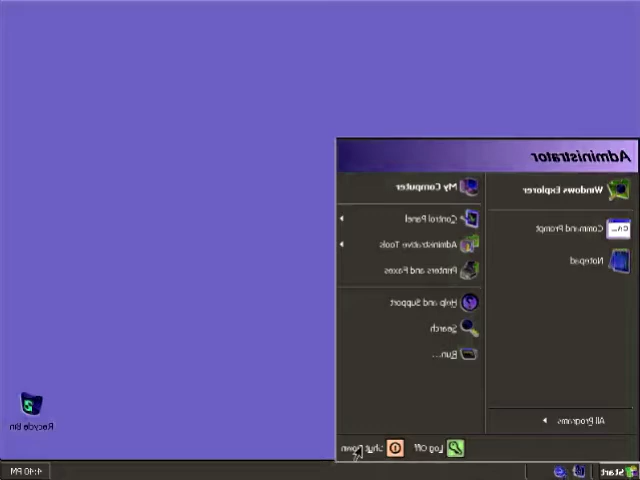 Administrator
Windows Explorer
Command Prompt
Notepad
All Programs
My Computer
Control Panel
Administrative Tools
Printers and Faxes
Help and Support
Search
Run...
Log Off
Shut Down
Recycle Bin
Start
4:40 PM